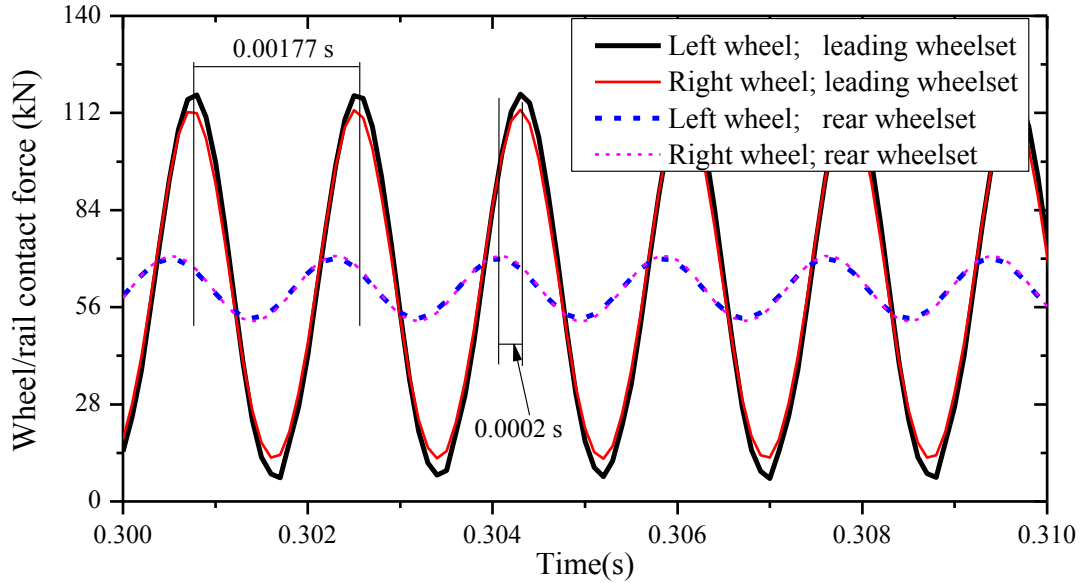 140
112
84
56
28
0
Wheel/rail contact force (kN)
0.00177 s
Left wheel; leading wheelset
Right wheel; leading wheelset
Left wheel; rear wheelset
Right wheel; rear wheelset
0.0002 s
0.300
0.302
0.304
0.306
0.308
0.310
Time(s)